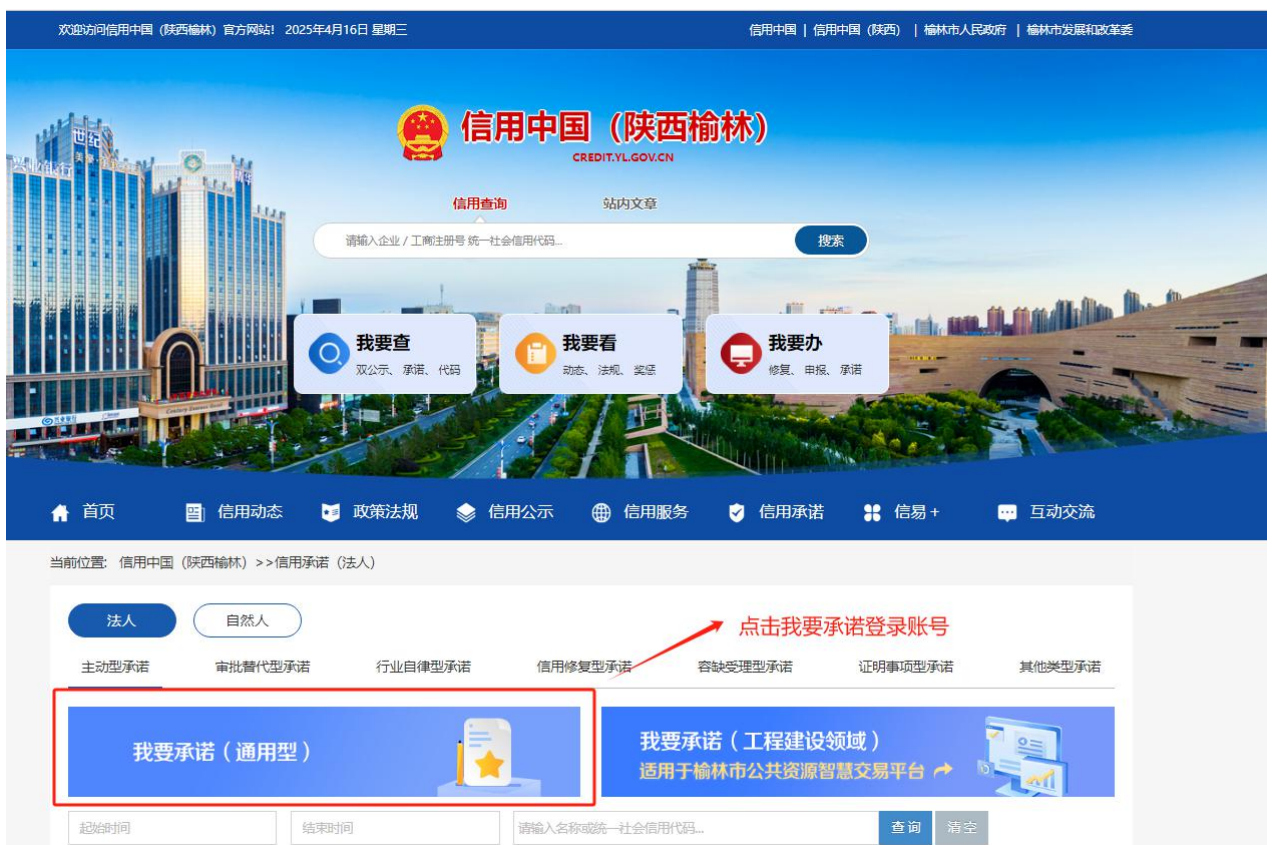 欢迎访问信用中国（陕西榆林）官方网站！ 2025年4月16日 星期三
信用中国 | 信用中国（陕西） | 榆林市人民政府 | 榆林市发展和改革委
信用中国（陕西榆林）
CREDIT.YL.GOV.CN
信用查询 站内文章
请输入企业 / 工商注册号 统一社会信用代码... 搜索
世纪
兴业银行
我要查
双公示、承诺、代码
我要看
动态、法规、奖惩
我要办
修复、申报、承诺
首页 信用动态 政策法规 信用公示 信用服务 信用承诺 信易 + 互动交流
当前位置: 信用中国（陕西榆林）>>信用承诺（法人）
法人 自然人
点击我要承诺登录账号
主动型承诺 审批替代型承诺 行业自律型承诺 信用修复型承诺 容缺受理型承诺 证明事项型承诺 其他类型承诺
我要承诺（通用型）
我要承诺（工程建设领域）
适用于榆林市公共资源智慧交易平台
起始时间 结束时间 请输入名称或统一社会信用代码... 查询 清空